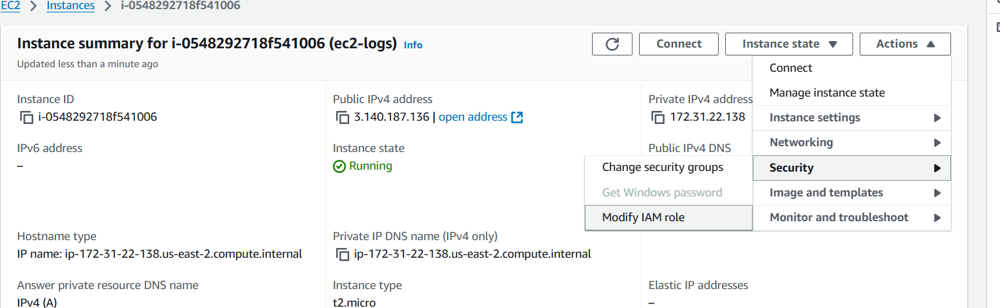 EC2 > Instances > i-0548292718f541006
Instance summary for i-0548292718f541006 (ec2-logs) Info
Updated less than a minute ago
Connect
Instance state
Actions
Connect
Manage instance state
Instance settings
Networking
Security
Image and templates
Monitor and troubleshoot
Change security groups
Get Windows password
Modify IAM role
Instance ID
i-0548292718f541006
Public IPv4 address
3.140.187.136 | open address
Private IPv4 address
172.31.22.138
IPv6 address
–
Instance state
Running
Public IPv4 DNS
Hostname type
IP name: ip-172-31-22-138.us-east-2.compute.internal
Private IP DNS name (IPv4 only)
ip-172-31-22-138.us-east-2.compute.internal
Answer private resource DNS name
IPv4 (A)
Instance type
t2.micro
Elastic IP addresses
–